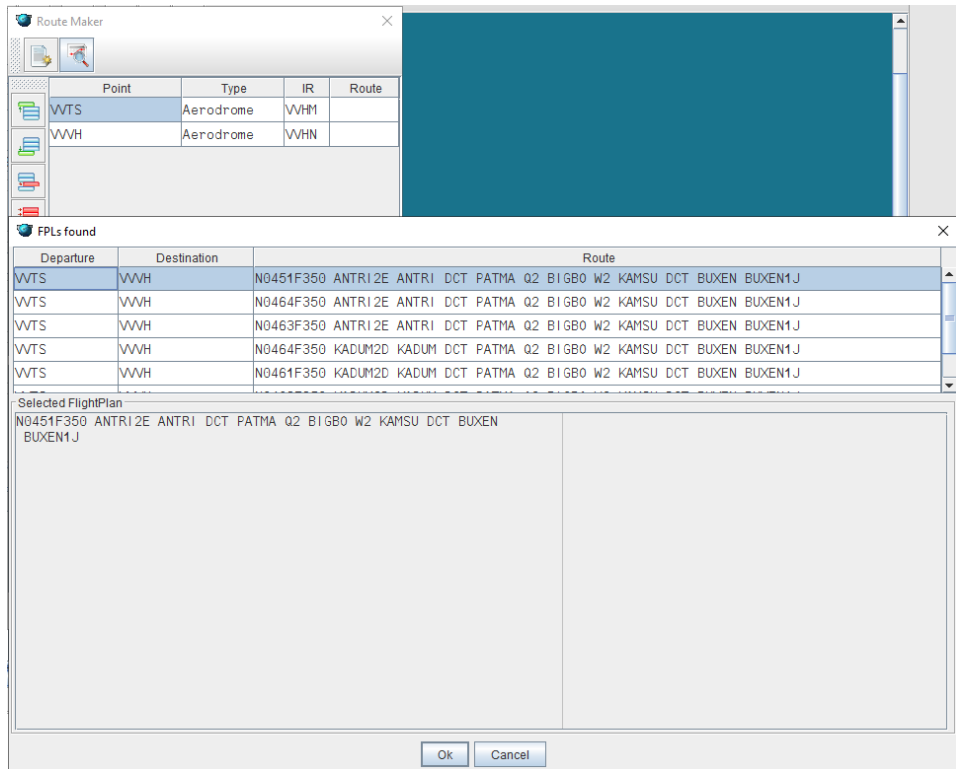 Route Maker
Point Type IR Route
VVTS Aerodrome VVHM
VVVH Aerodrome VVHN
FPLs found
Departure Destination Route
VVTS VVVH N0451F350 ANTRI2E ANTRI DCT PATMA Q2 BIGBO W2 KAMSU DCT BUXEN BUXEN1J
VVTS VVVH N0464F350 ANTRI2E ANTRI DCT PATMA Q2 BIGBO W2 KAMSU DCT BUXEN BUXEN1J
VVTS VVVH N0463F350 ANTRI2E ANTRI DCT PATMA Q2 BIGBO W2 KAMSU DCT BUXEN BUXEN1J
VVTS VVVH N0464F350 KADUM2D KADUM DCT PATMA Q2 BIGBO W2 KAMSU DCT BUXEN BUXEN1J
VVTS VVVH N0461F350 KADUM2D KADUM DCT PATMA Q2 BIGBO W2 KAMSU DCT BUXEN BUXEN1J
Selected FlightPlan
N0451F350 ANTRI2E ANTRI DCT PATMA Q2 BIGBO W2 KAMSU DCT BUXEN
BUXEN1J
Ok Cancel